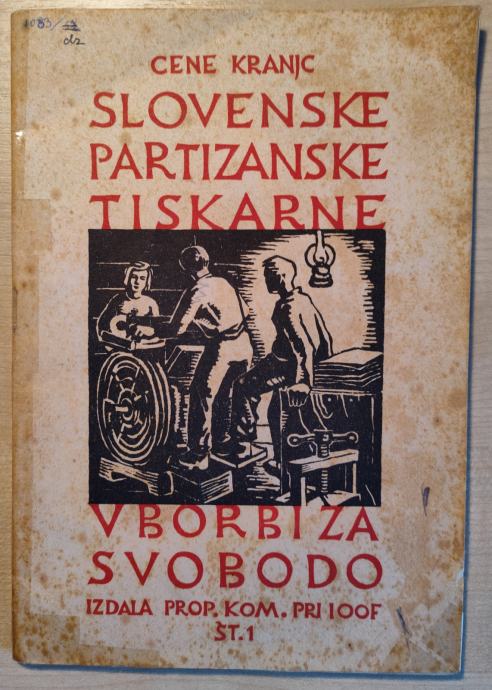 CENE KRANJC
SLOVENSKE
PARTIZANSKE
TISKARNE
V BORBI ZA
SVOBODO
IZDALA PROP. KOM. PRI IOOF
ŠT. 1